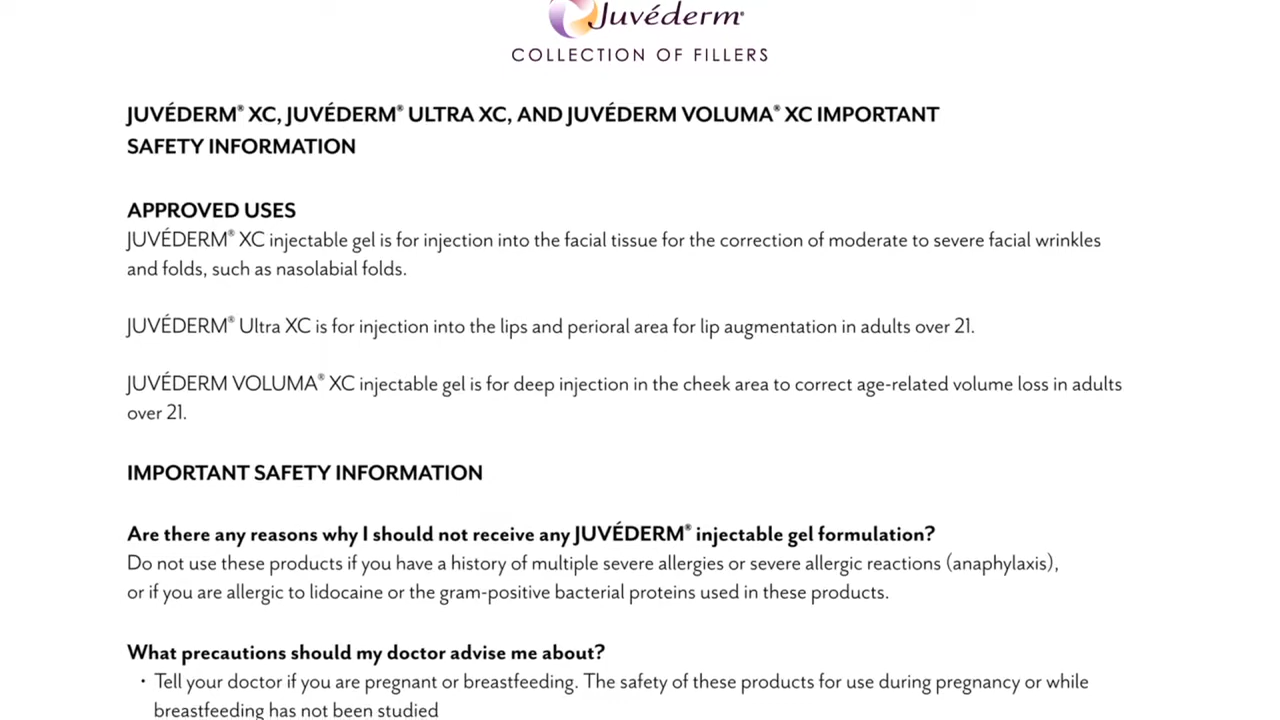 Juvéderm®
COLLECTION OF FILLERS
JUVÉDERM® XC, JUVÉDERM® ULTRA XC, AND JUVÉDERM VOLUMA® XC IMPORTANT
SAFETY INFORMATION
APPROVED USES
JUVÉDERM® XC injectable gel is for injection into the facial tissue for the correction of moderate to severe facial wrinkles
and folds, such as nasolabial folds.
JUVÉDERM® Ultra XC is for injection into the lips and perioral area for lip augmentation in adults over 21.
JUVÉDERM VOLUMA® XC injectable gel is for deep injection in the cheek area to correct age-related volume loss in adults
over 21.
IMPORTANT SAFETY INFORMATION
Are there any reasons why I should not receive any JUVÉDERM® injectable gel formulation?
Do not use these products if you have a history of multiple severe allergies or severe allergic reactions (anaphylaxis),
or if you are allergic to lidocaine or the gram-positive bacterial proteins used in these products.
What precautions should my doctor advise me about?
• Tell your doctor if you are pregnant or breastfeeding. The safety of these products for use during pregnancy or while
breastfeeding has not been studied